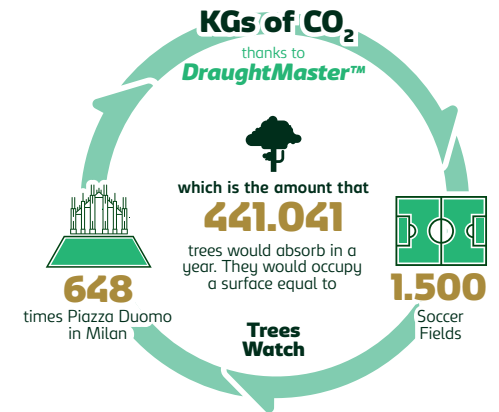 KGs of CO2
thanks to
DraughtMaster™
which is the amount that
441.041
trees would absorb in a
year. They would occupy
a surface equal to
648
times Piazza Duomo
in Milan
1.500
Soccer
Fields
Trees
Watch